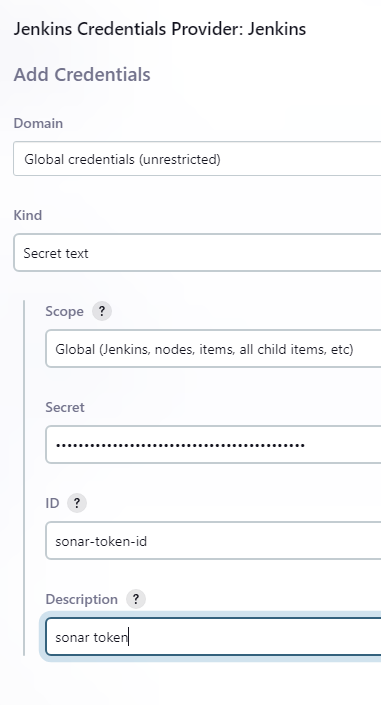 Jenkins Credentials Provider: Jenkins
Add Credentials
Domain
Global credentials (unrestricted)
Kind
Secret text
Scope ?
Global (Jenkins, nodes, items, all child items, etc)
Secret
••••••••••••••••••••••••••••••••••••••••••••
ID ?
sonar-token-id
Description ?
sonar token